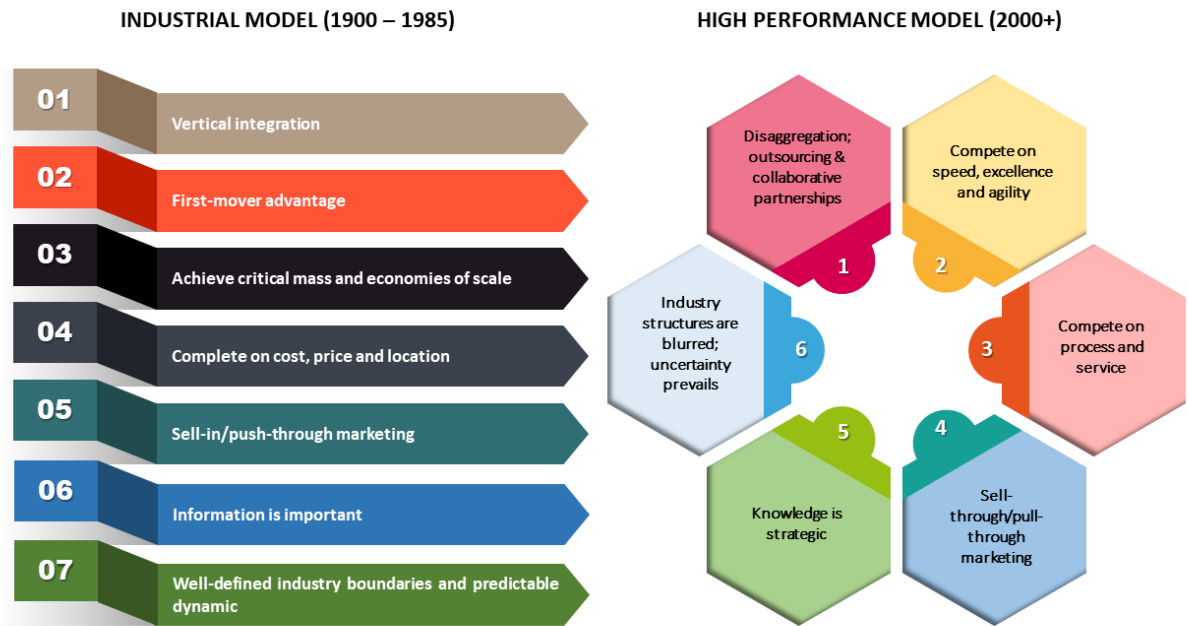 INDUSTRIAL MODEL (1900 – 1985)
01
Vertical integration
02
First-mover advantage
03
Achieve critical mass and economies of scale
04
Complete on cost, price and location
05
Sell-in/push-through marketing
06
Information is important
07
Well-defined industry boundaries and predictable
dynamic
HIGH PERFORMANCE MODEL (2000+)
Disaggregation;
outsourcing &
collaborative
partnerships
1
Compete on
speed, excellence
and agility
2
Compete on
process and
service
3
Sell-
through/pull-
through
marketing
4
Knowledge is
strategic
5
Industry
structures are
blurred;
uncertainty
prevails
6